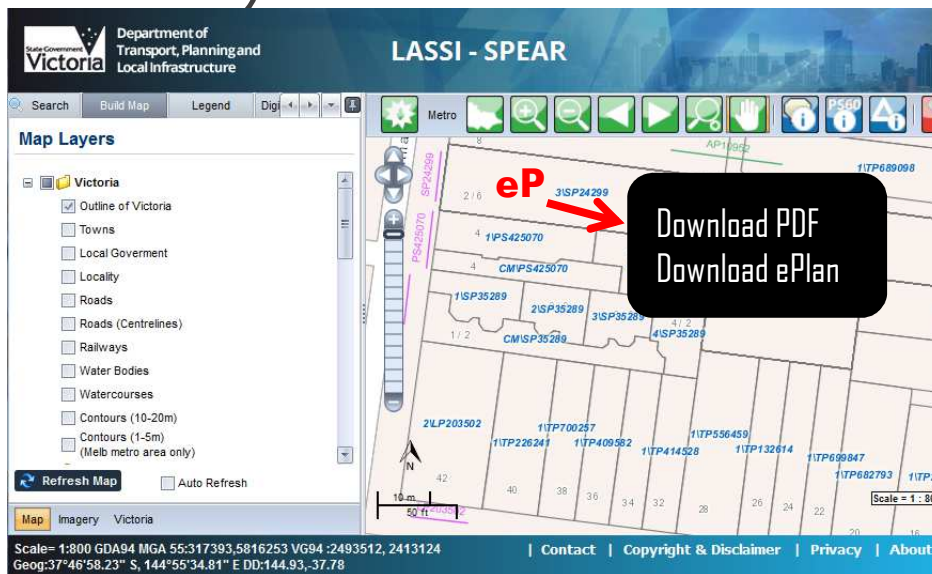 State Government
Victoria
Department of
Transport, Planning and
Local Infrastructure
LASSI - SPEAR
Search
Build Map
Legend
Digi
Metro
PS60
Map Layers
Victoria
Outline of Victoria
Towns
Local Goverment
Locality
Roads
Roads (Centrelines)
Railways
Water Bodies
Watercourses
Contours (10-20m)
Contours (1-5m)
(Melb metro area only)
Refresh Map
Auto Refresh
Map
Imagery
Victoria
8
AP10952
1\TP689098
SP24299
2 / 6
3\SP24299
eP
Download PDF
Download ePlan
PS425070
4
1\PS425070
4
CM\PS425070
1\SP35289
2\SP35289
3\SP35289
4 / 2
4\SP35289
1 / 2
CM\SP35289
2\LP203502
1\TP700257
1\TP556459
1\TP226241
1\TP409582
1\TP414528
1\TP132614
1\TP699847
1\TP682793
N
42
40
38
36
34
32
28
26
24
22
20
16
10 m
50 ft
Scale = 1 : 80
Scale= 1:800 GDA94 MGA 55:317393,5816253 VG94 :2493512, 2413124
Geog:37°46'58.23" S, 144°55'34.81" E DD:144.93,-37.78
| Contact | Copyright & Disclaimer | Privacy | About